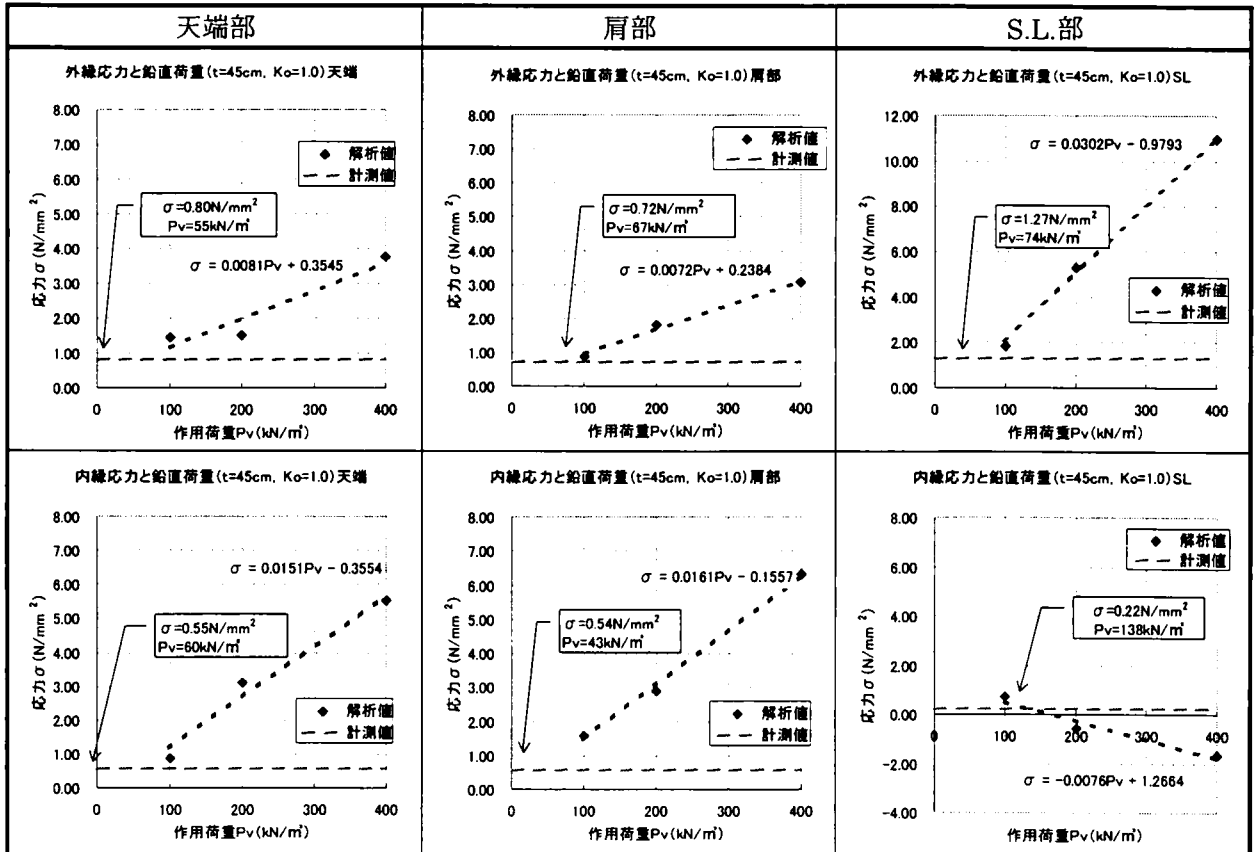 天端部
肩部
S.L.部
外縁応力と鉛直荷重(t=45cm, Ko=1.0)天端
8.00
7.00
6.00
5.00
4.00
3.00
2.00
1.00
0.00
0
100
200
300
400
応力σ(N/mm²)
作用荷重Pv(kN/㎡)
解析値
計測値
σ=0.80N/mm²
Pv=55kN/㎡
σ = 0.0081Pv + 0.3545
外縁応力と鉛直荷重(t=45cm, Ko=1.0)肩部
8.00
7.00
6.00
5.00
4.00
3.00
2.00
1.00
0.00
0
100
200
300
400
応力σ(N/mm²)
作用荷重Pv(kN/㎡)
解析値
計測値
σ=0.72N/mm²
Pv=67kN/㎡
σ = 0.0072Pv + 0.2384
外縁応力と鉛直荷重(t=45cm, Ko=1.0)SL
12.00
10.00
8.00
6.00
4.00
2.00
0.00
0
100
200
300
400
応力σ(N/mm²)
作用荷重Pv(kN/㎡)
σ = 0.0302Pv − 0.9793
σ=1.27N/mm²
Pv=74kN/㎡
解析値
計測値
内縁応力と鉛直荷重(t=45cm, Ko=1.0)天端
8.00
7.00
6.00
5.00
4.00
3.00
2.00
1.00
0.00
0
100
200
300
400
応力σ(N/mm²)
作用荷重Pv(kN/㎡)
σ = 0.0151Pv − 0.3554
σ=0.55N/mm²
Pv=60kN/㎡
解析値
計測値
内縁応力と鉛直荷重(t=45cm, Ko=1.0)肩部
8.00
7.00
6.00
5.00
4.00
3.00
2.00
1.00
0.00
0
100
200
300
400
応力σ(N/mm²)
作用荷重Pv(kN/㎡)
σ = 0.0161Pv − 0.1557
σ=0.54N/mm²
Pv=43kN/㎡
解析値
計測値
内縁応力と鉛直荷重(t=45cm, Ko=1.0)SL
8.00
6.00
4.00
2.00
0.00
-2.00
-4.00
0
100
200
300
400
応力σ(N/mm²)
作用荷重Pv(kN/㎡)
解析値
計測値
σ=0.22N/mm²
Pv=138kN/㎡
σ = −0.0076Pv + 1.2664